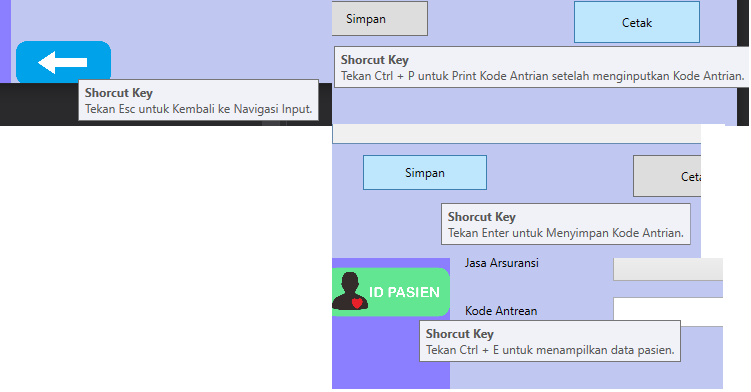 Simpan
Cetak
Shorcut Key
Tekan Ctrl + P untuk Print Kode Antrian setelah menginputkan Kode Antrian.
Shorcut Key
Tekan Esc untuk Kembali ke Navigasi Input.
Simpan
Ceta
Shorcut Key
Tekan Enter untuk Menyimpan Kode Antrian.
Jasa Arsuransi
ID PASIEN
Kode Antrean
Shorcut Key
Tekan Ctrl + E untuk menampilkan data pasien.